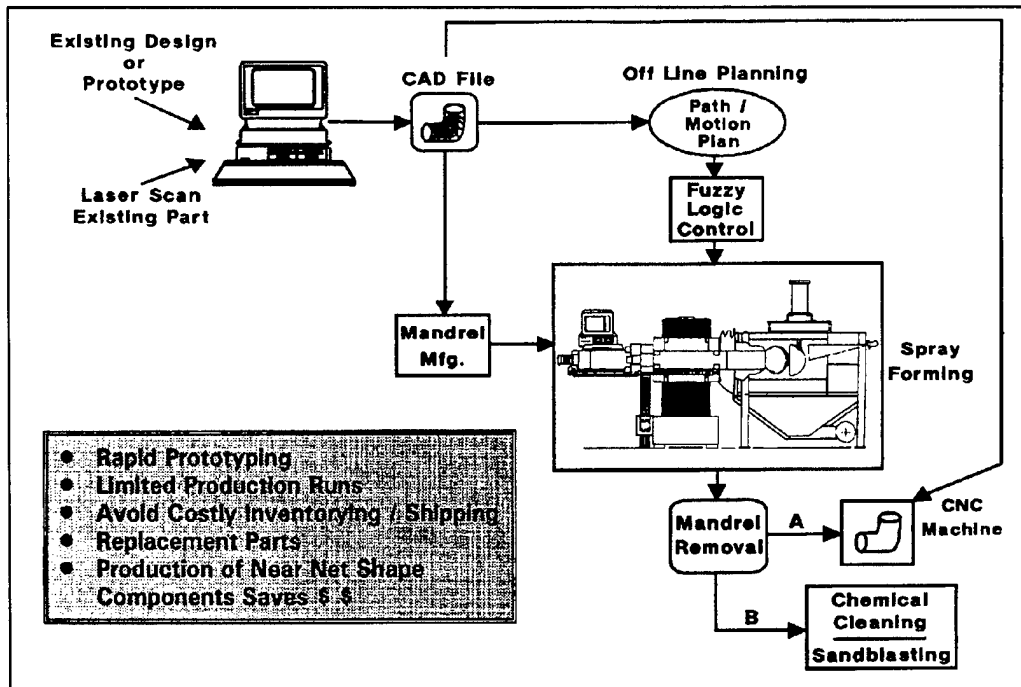 Existing Design
or
Prototype
Laser Scan
Existing Part
CAD File
Off Line Planning
Path /
Motion
Plan
Fuzzy
Logic
Control
Mandrel
Mfg.
Spray
Forming
Mandrel
Removal
A
B
CNC
Machine
Chemical
Cleaning
Sandblasting
• Rapid Prototyping
• Limited Production Runs
• Avoid Costly Inventorying / Shipping
• Replacement Parts
• Production of Near Net Shape
Components Saves $ $